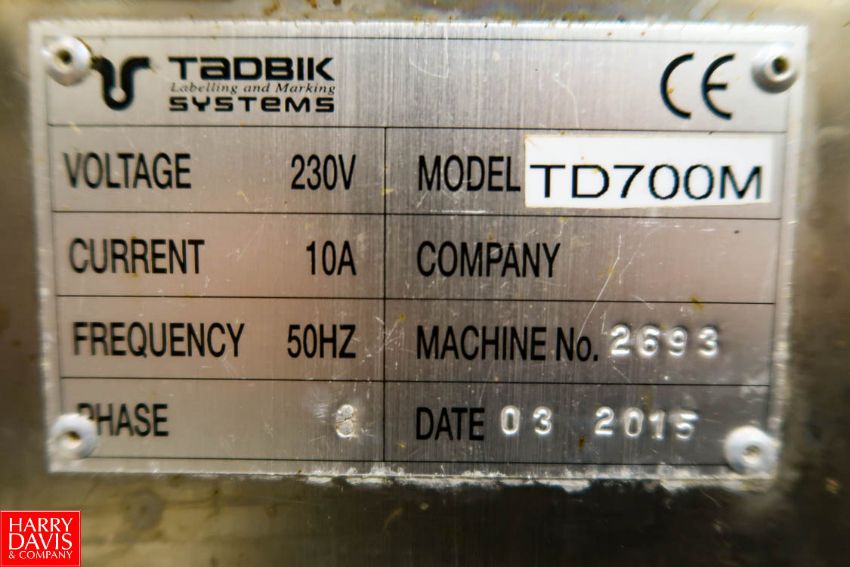 TADBIK
Labelling and Marking
SYSTEMS
CE
VOLTAGE 230V MODEL TD700M
CURRENT 10A COMPANY
FREQUENCY 50HZ MACHINE No. 2693
PHASE DATE 03 2015
HARRY
DAVIS
& COMPANY